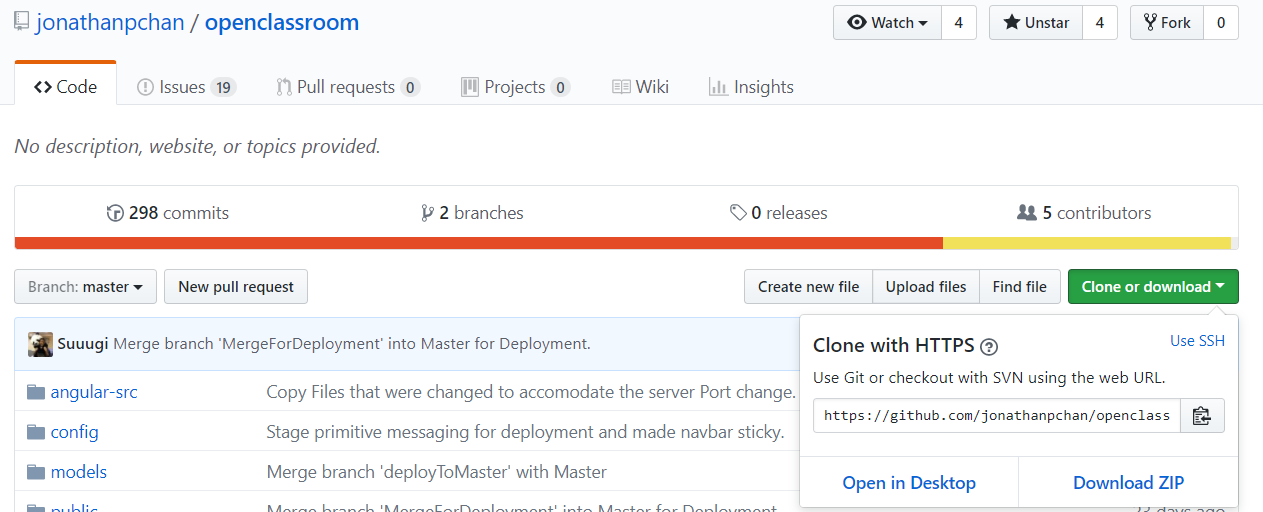 jonathanpchan / openclassroom
Watch 4
Unstar 4
Fork 0
Code
Issues 19
Pull requests 0
Projects 0
Wiki
Insights
No description, website, or topics provided.
298 commits
2 branches
0 releases
5 contributors
Branch: master
New pull request
Create new file
Upload files
Find file
Clone or download
Suuugi Merge branch 'MergeForDeployment' into Master for Deployment.
angular-src Copy Files that were changed to accomodate the server Port change.
config Stage primitive messaging for deployment and made navbar sticky.
models Merge branch 'deployToMaster' with Master
public Merge branch 'MergeForDeployment' into Master for Deployment
23 days ago
Clone with HTTPS
Use SSH
Use Git or checkout with SVN using the web URL.
https://github.com/jonathanpchan/openclass
Open in Desktop
Download ZIP